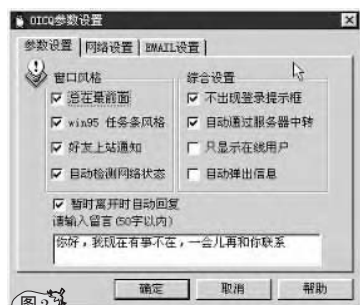 OICQ参数设置
参数设置 网络设置 EMAIL设置
窗口风格 综合设置
总在最前面 不出现登录提示框
win95 任务条风格 自动通过服务器中转
好友上站通知 只显示在线用户
自动检测网络状态 自动弹出信息
暂时离开时自动回复
请输入留言(50字以内)
你好，我现在有事不在，一会儿再和你联系
确定 取消 帮助
图2